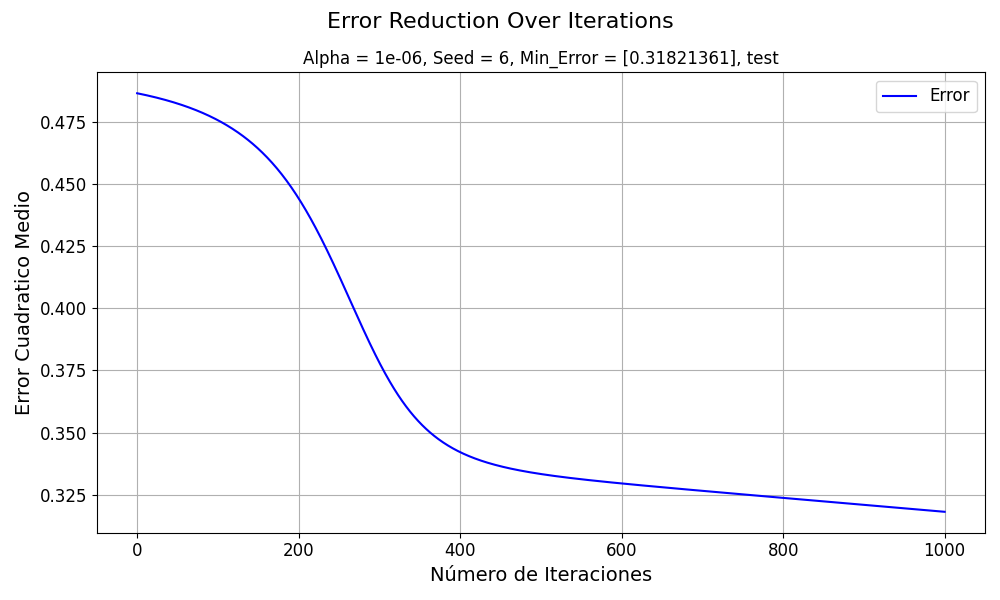 Error Reduction Over Iterations
Alpha = 1e-06, Seed = 6, Min_Error = [0.31821361], test
Error
Error Cuadratico Medio
0.475
0.450
0.425
0.400
0.375
0.350
0.325
0 200 400 600 800 1000
Número de Iteraciones